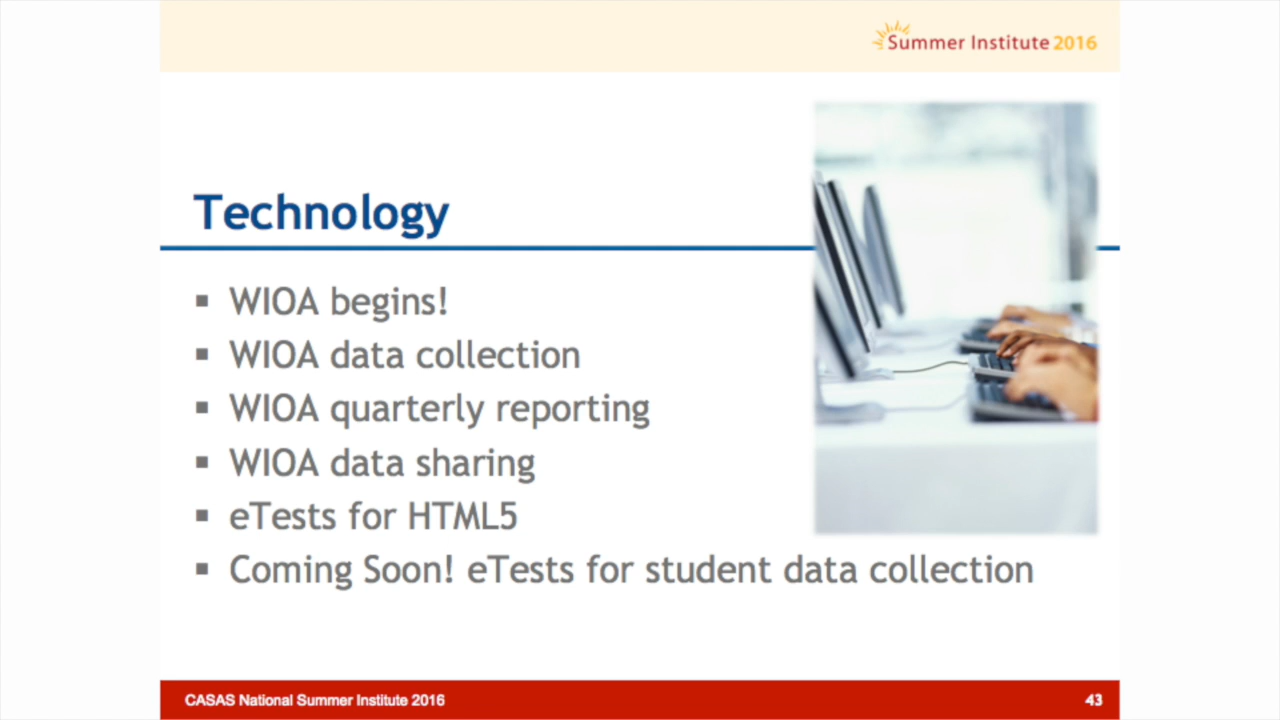 Summer Institute 2016
Technology
▪ WIOA begins!
▪ WIOA data collection
▪ WIOA quarterly reporting
▪ WIOA data sharing
▪ eTests for HTML5
▪ Coming Soon! eTests for student data collection
CASAS National Summer Institute 2016
43